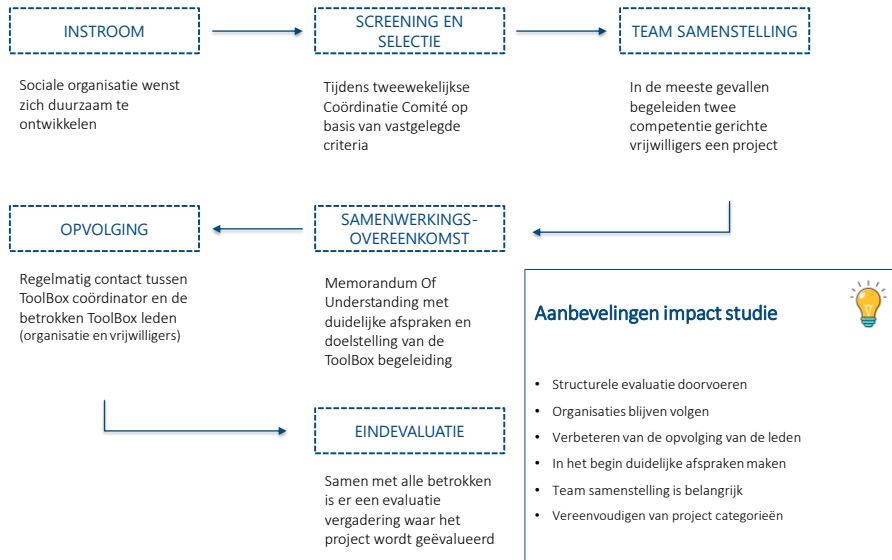 INSTROOM
Sociale organisatie wenst
zich duurzaam te
ontwikkelen
SCREENING EN
SELECTIE
Tijdens tweewekelijkse
Coördinatie Comité op
basis van vastgelegde
criteria
TEAM SAMENSTELLING
In de meeste gevallen
begeleiden twee
competentie gerichte
vrijwilligers een project
SAMENWERKINGS-
OVEREENKOMST
Memorandum Of
Understanding met
duidelijke afspraken en
doelstelling van de
ToolBox begeleiding
OPVOLGING
Regelmatig contact tussen
ToolBox coördinator en de
betrokken ToolBox leden
(organisatie en vrijwilligers)
EINDEVALUATIE
Samen met alle betrokken
is er een evaluatie
vergadering waar het
project wordt geëvalueerd
Aanbevelingen impact studie
• Structurele evaluatie doorvoeren
• Organisaties blijven volgen
• Verbeteren van de opvolging van de leden
• In het begin duidelijke afspraken maken
• Team samenstelling is belangrijk
• Vereenvoudigen van project categorieën